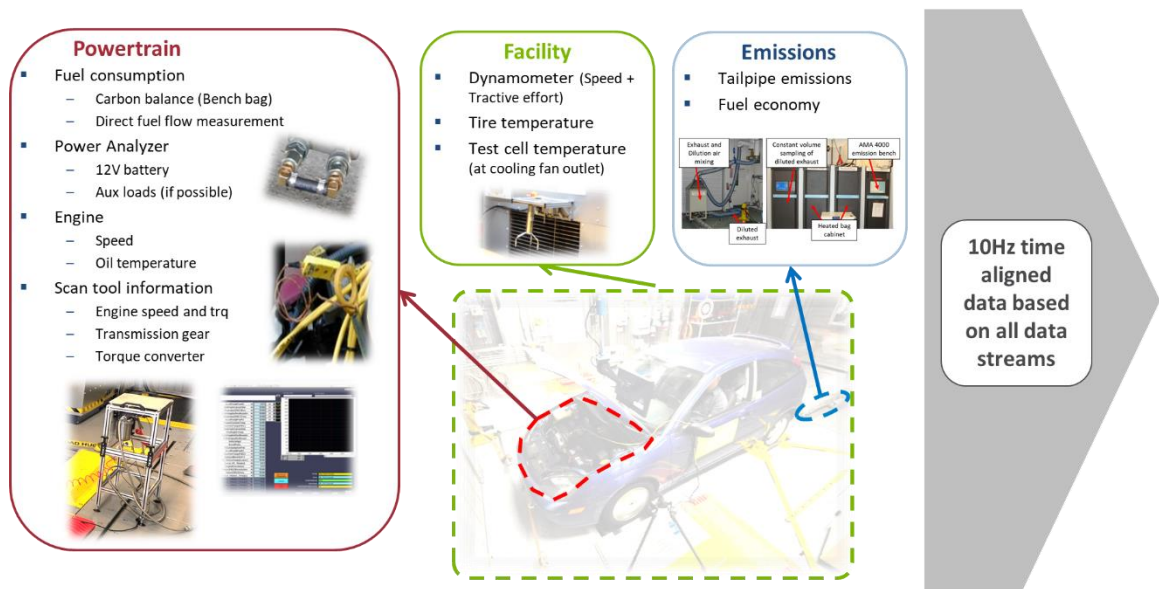 Powertrain
▪ Fuel consumption
– Carbon balance (Bench bag)
– Direct fuel flow measurement
▪ Power Analyzer
– 12V battery
– Aux loads (if possible)
▪ Engine
– Speed
– Oil temperature
▪ Scan tool information
– Engine speed and trq
– Transmission gear
– Torque converter
Facility
▪ Dynamometer (Speed +
Tractive effort)
▪ Tire temperature
▪ Test cell temperature
(at cooling fan outlet)
Emissions
▪ Tailpipe emissions
▪ Fuel economy
Exhaust and
Dilution air
mixing
Constant volume
sampling of
diluted exhaust
AMA 4000
emission bench
Diluted
exhaust
Heated bag
cabinet
10Hz time
aligned
data based
on all data
streams